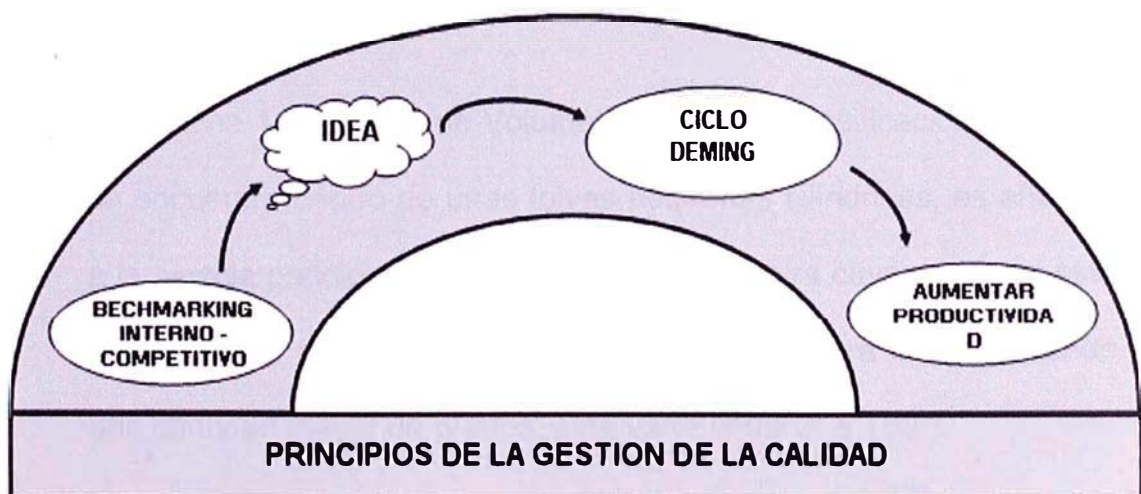 BECHMARKING
INTERNO -
COMPETITIVO
IDEA
CICLO
DEMING
AUMENTAR
PRODUCTIVIDA
D
PRINCIPIOS DE LA GESTION DE LA CALIDAD